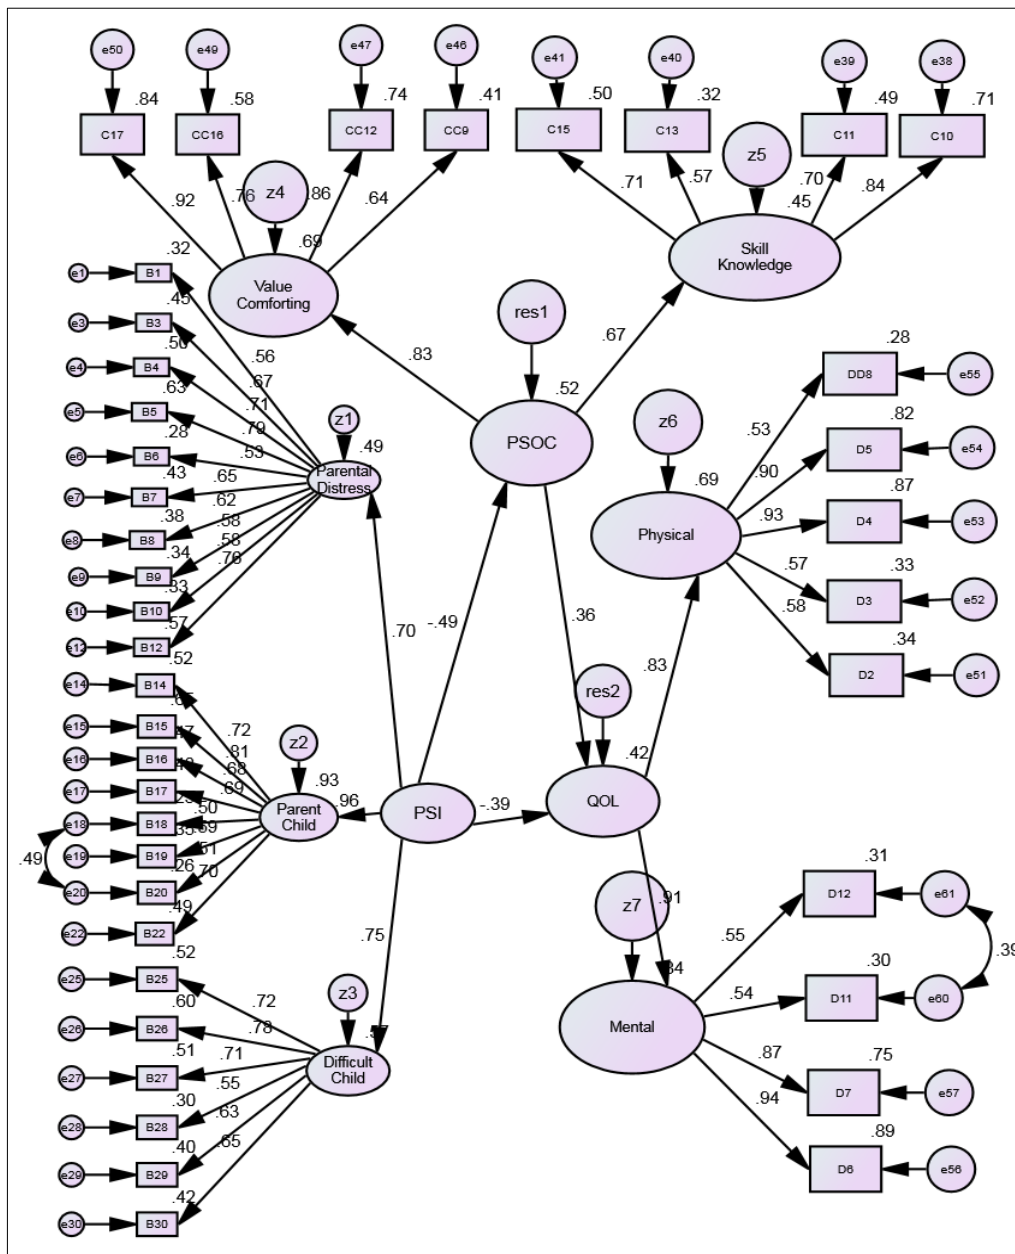 e50
e49
e47
e46
e41
e40
e39
e38
.84
.58
.74
.41
.50
.32
.49
.71
C17
CC16
CC12
CC9
C15
C13
C11
C10
z4
z5
.92
.76
.86
.64
.71
.57
.70
.84
.69
.45
Value
Comforting
Skill
Knowledge
.32
e1
B1
.45
e3
B3
.50
e4
B4
.63
e5
B5
.28
e6
B6
.43
e7
B7
.38
e8
B8
.34
e9
B9
.33
e10
B10
.57
e12
B12
.56
.67
.71
.79
.53
.65
.62
.58
.58
.76
z1
.49
Parental
Distress
res1
.83
.67
.52
PSOC
z6
.69
Physical
.28
DD8
e55
.82
D5
e54
.87
D4
e53
.33
D3
e52
.34
D2
e51
.53
.90
.93
.57
.58
.70
-.49
.36
.83
res2
.42
QOL
PSI
-.39
.96
.52
e14
B14
.65
e15
B15
.47
e16
B16
e17
B17
e18
B18
.35
e19
B19
.26
e20
B20
.49
e22
B22
.49
.72
.81
.68
.69
.50
.51
.70
z2
.93
Parent
Child
.75
.91
z7
Mental
.31
D12
e61
.30
D11
e60
.39
.75
D7
e57
.89
D6
e56
.55
.54
.87
.94
.52
e25
B25
.60
e26
B26
.51
e27
B27
.30
e28
B28
.40
e29
B29
.42
e30
B30
.72
.78
.71
.55
.63
.65
z3
Difficult
Child